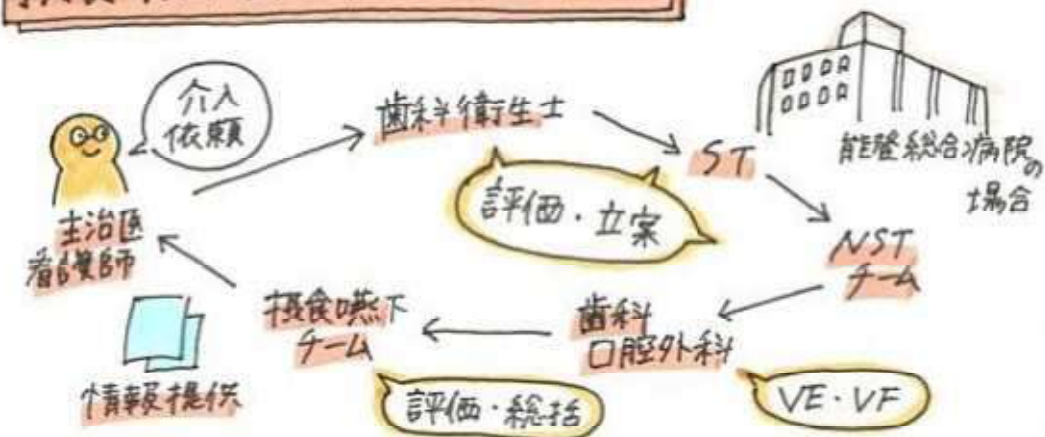 介入
依頼
歯科衛生士
ST
能登総合病院の
場合
評価・立案
主治医
看護師
NST
チーム
摂食嚥下
チーム
歯科
口腔外科
情報提供
評価・総括
VE・VF